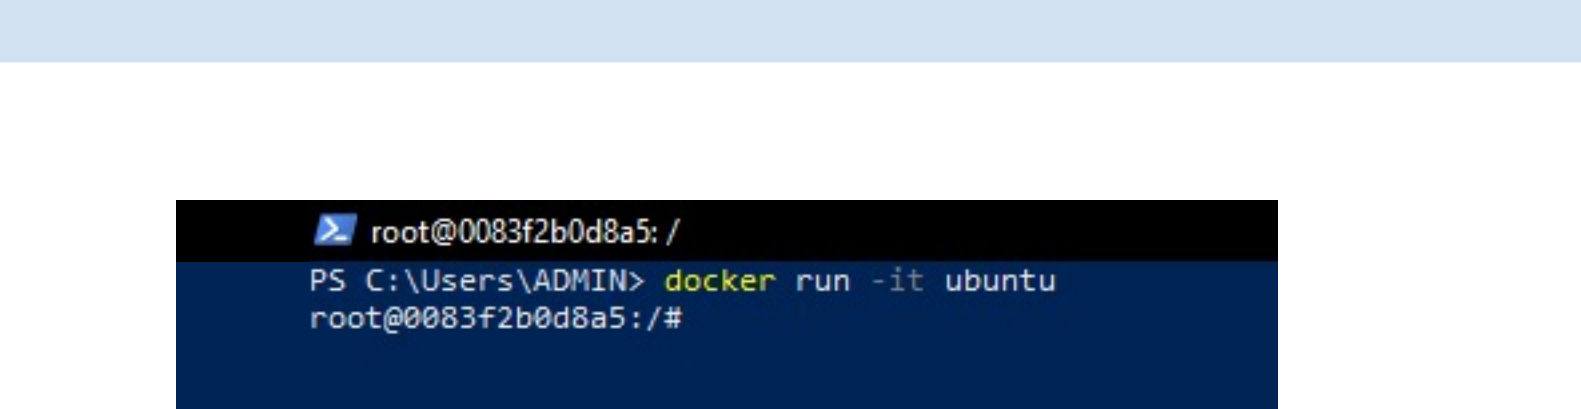 root@0083f2b0d8a5: /
PS C:\Users\ADMIN> docker run -it ubuntu
root@0083f2b0d8a5:/#